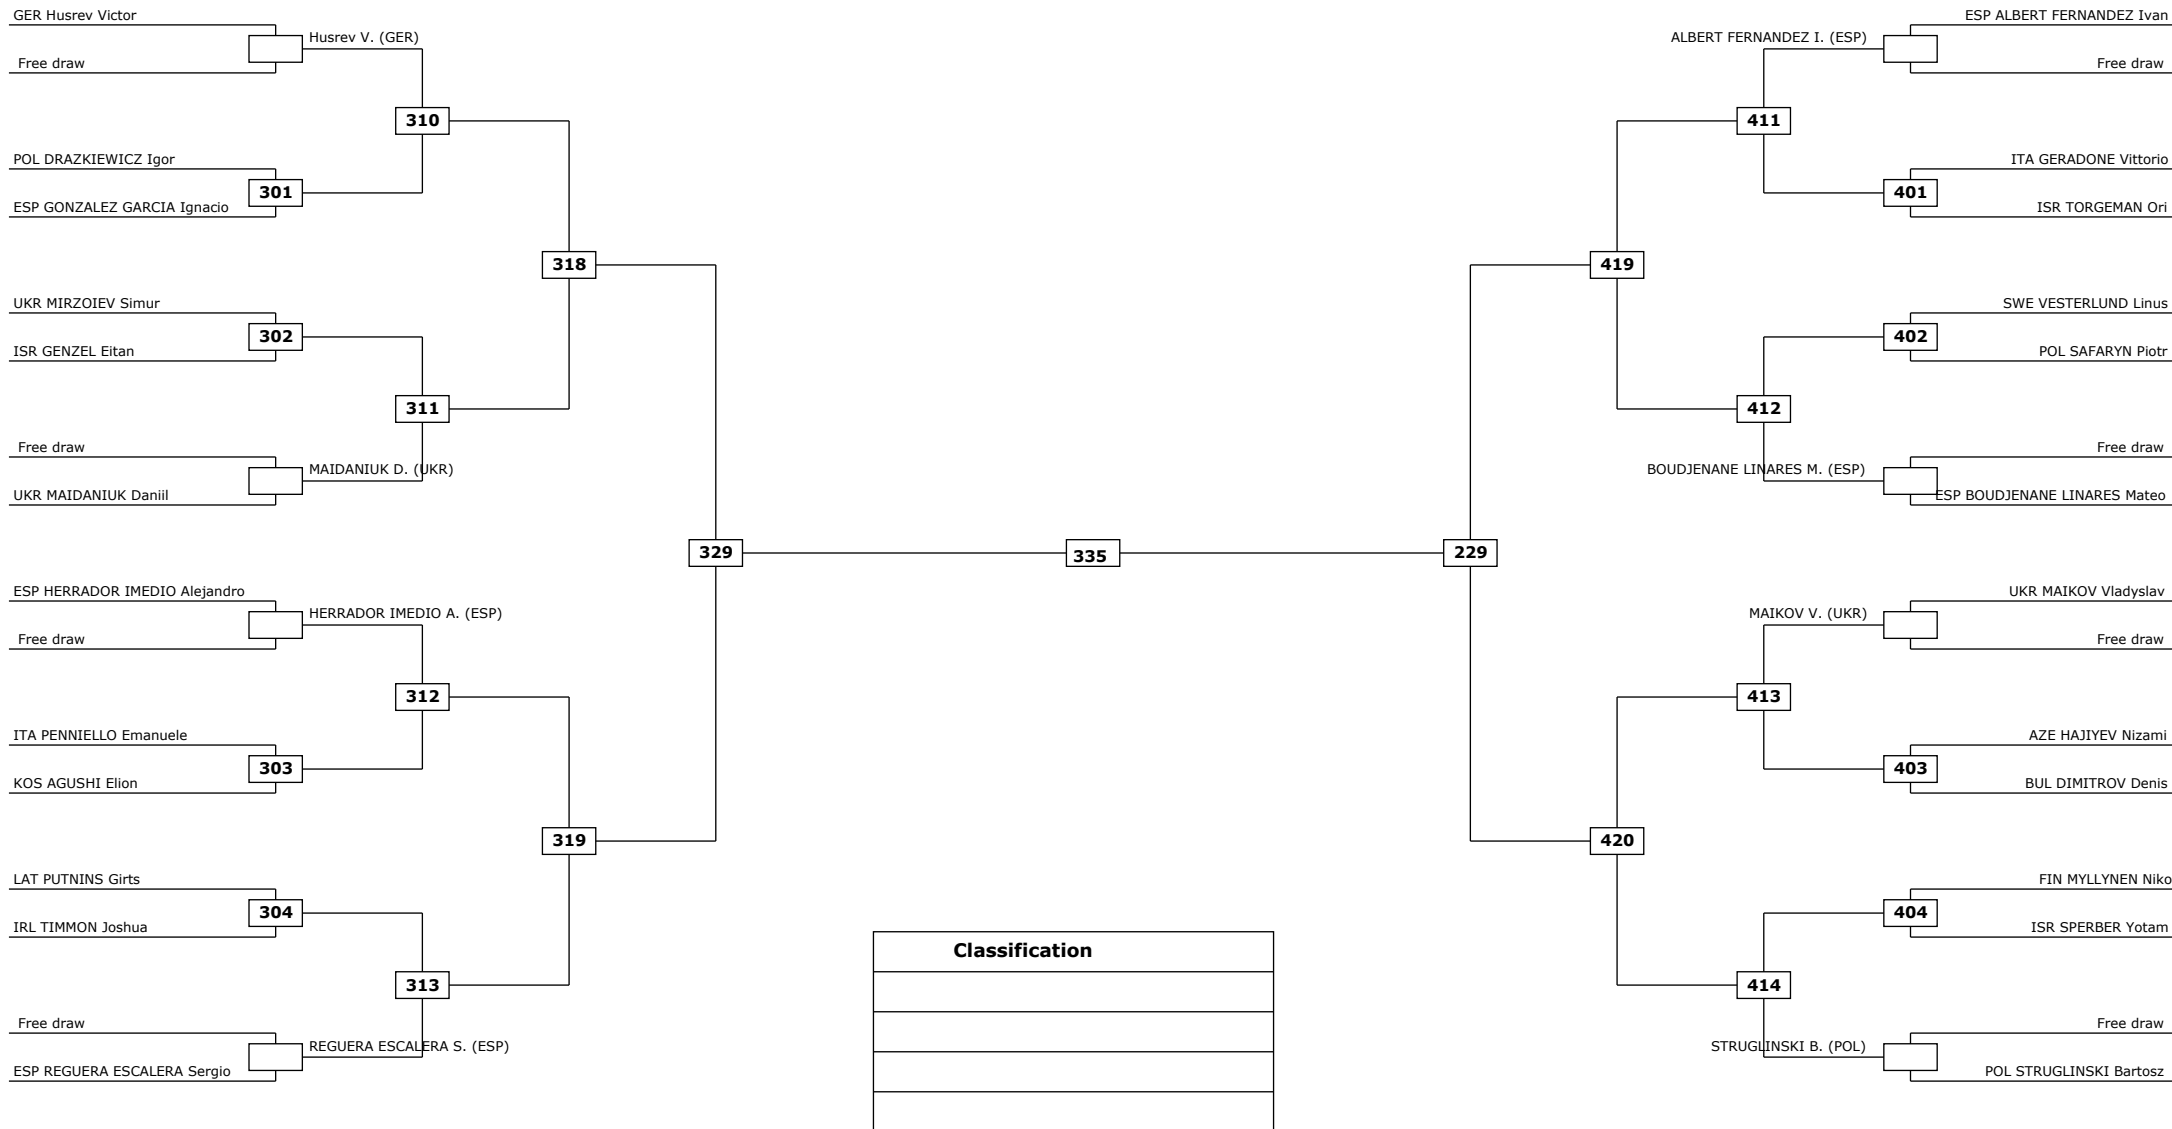 GER Husrev Victor
Husrev V. (GER)
Free draw
310
POL DRAZKIEWICZ Igor
301
ESP GONZALEZ GARCIA Ignacio
318
UKR MIRZOIEV Simur
302
ISR GENZEL Eitan
311
Free draw
MAIDANIUK D. (UKR)
UKR MAIDANIUK Daniil
329
ESP HERRADOR IMEDIO Alejandro
HERRADOR IMEDIO A. (ESP)
Free draw
312
ITA PENNIELLO Emanuele
303
KOS AGUSHI Elion
319
LAT PUTNINS Girts
304
IRL TIMMON Joshua
313
Free draw
REGUERA ESCALERA S. (ESP)
ESP REGUERA ESCALERA Sergio
335
Classification
ESP ALBERT FERNANDEZ Ivan
ALBERT FERNANDEZ I. (ESP)
Free draw
411
ITA GERADONE Vittorio
401
ISR TORGEMAN Ori
419
SWE VESTERLUND Linus
402
POL SAFARYN Piotr
412
Free draw
BOUDJENANE LINARES M. (ESP)
ESP BOUDJENANE LINARES Mateo
229
UKR MAIKOV Vladyslav
MAIKOV V. (UKR)
Free draw
413
AZE HAJIYEV Nizami
403
BUL DIMITROV Denis
420
FIN MYLLYNEN Niko
404
ISR SPERBER Yotam
414
Free draw
STRUGLINSKI B. (POL)
POL STRUGLINSKI Bartosz